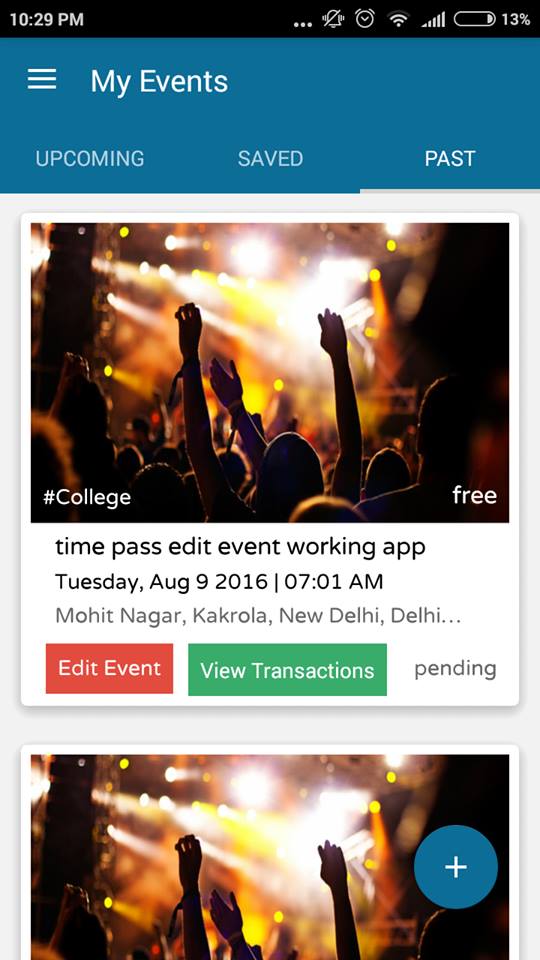 10:29 PM
13%
My Events
UPCOMING
SAVED
PAST
#College
free
time pass edit event working app
Tuesday, Aug 9 2016 | 07:01 AM
Mohit Nagar, Kakrola, New Delhi, Delhi...
Edit Event
View Transactions
pending
+